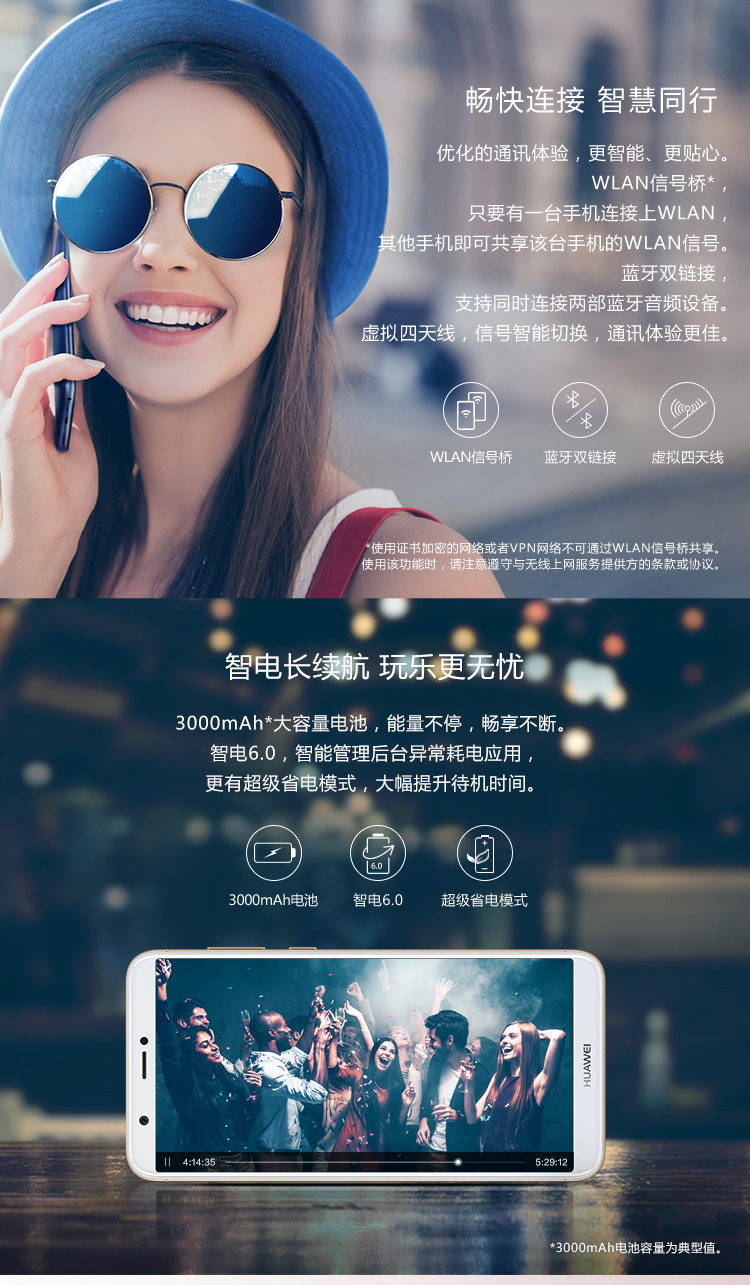 畅快连接 智慧同行
优化的通讯体验，更智能、更贴心。
WLAN信号桥*，
只要有一台手机连接上WLAN，
其他手机即可共享该台手机的WLAN信号。
蓝牙双链接，
支持同时连接两部蓝牙音频设备。
虚拟四天线，信号智能切换，通讯体验更佳。
WLAN信号桥 蓝牙双链接 虚拟四天线
*使用证书加密的网络或者VPN网络不可通过WLAN信号桥共享。
使用该功能时，请注意遵守与无线上网服务提供方的条款或协议。
智电长续航 玩乐更无忧
3000mAh*大容量电池，能量不停，畅享不断。
智电6.0，智能管理后台异常耗电应用，
更有超级省电模式，大幅提升待机时间。
6.0
3000mAh电池 智电6.0 超级省电模式
HUAWEI
4:14:35 5:29:12
*3000mAh电池容量为典型值。